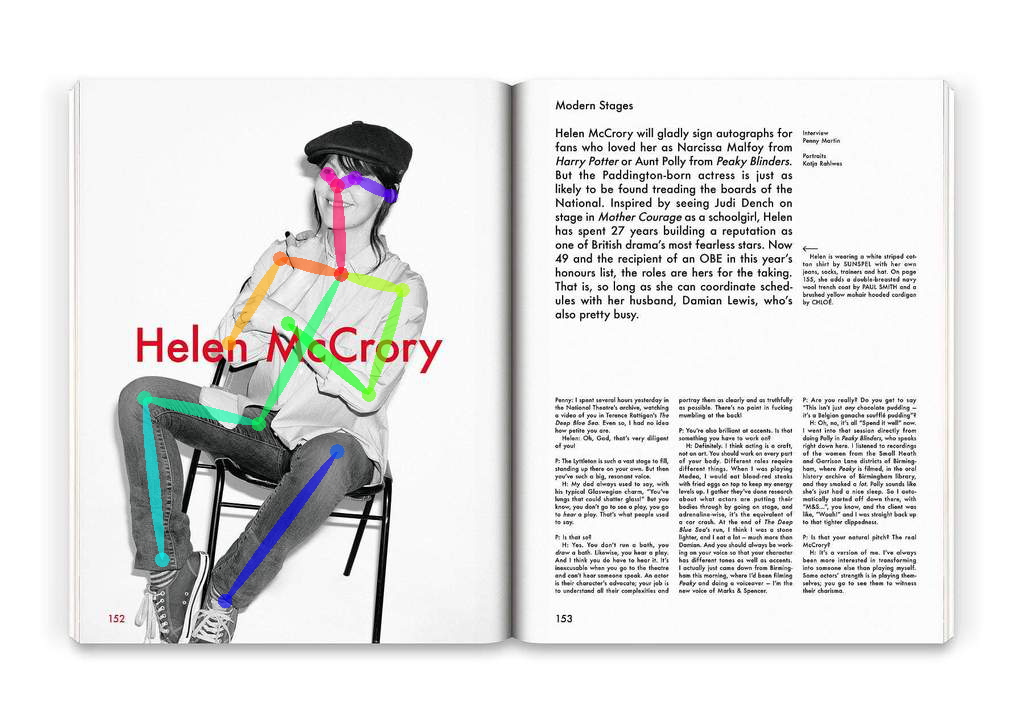 Helen McCrory
152
Modern Stages
Helen McCrory will gladly sign autographs for
fans who loved her as Narcissa Malfoy from
Harry Potter or Aunt Polly from Peaky Blinders.
But the Paddington-born actress is just as
likely to be found treading the boards of the
National. Inspired by seeing Judi Dench on
stage in Mother Courage as a schoolgirl, Helen
has spent 27 years building a reputation as
one of British drama's most fearless stars. Now
49 and the recipient of an OBE in this year's
honours list, the roles are hers for the taking.
That is, so long as she can coordinate sched-
ules with her husband, Damian Lewis, who's
also pretty busy.
Interview
Penny Martin
Portraits
Katja Rahlwes
Helen is wearing a white striped cot-
ton shirt by SUNSPEL with her own
jeans, socks, trainers and hat. On page
155, she adds a double-breasted navy
wool trench coat by PAUL SMITH and a
brushed yellow mohair hooded cardigan
by CHLOÉ.
Penny: I spent several hours yesterday in
the National Theatre's archive, watching
a video of you in Terence Rattigan's The
Deep Blue Sea. Even so, I had no idea
how petite you are.
Helen: Oh, God, that's very diligent
of you!
P: The Lyttleton is such a vast stage to fill,
standing up there on your own. But then
you've such a big, resonant voice.
H: My dad always used to say, with
his typical Glaswegian charm, "You've
lungs that could shatter glass!" But you
know, you don't go to see a play, you go
to hear a play. That's what people used
to say.
P: Is that so?
H: Yes. You don't run a bath, you
draw a bath. Likewise, you hear a play.
And I think you do have to hear it. It's
inexcusable when you go to the theatre
and can't hear someone speak. An actor
is their character's advocate; your job is
to understand all their complexities and
portray them as clearly and as truthfully
as possible. There's no point in fucking
mumbling at the back!
P: You're also brilliant at accents. Is that
something you have to work on?
H: Definitely. I think acting is a craft,
not an art. You should work on every part
of your body. Different roles require
different things. When I was playing
Medea, I would eat blood-red steaks
with fried eggs on top to keep my energy
levels up. I gather they've done research
about what actors are putting their
bodies through by going on stage, and
adrenaline-wise, it's the equivalent of
a car crash. At the end of The Deep
Blue Sea's run, I think I was a stone
lighter, and I eat a lot – much more than
Damian. And you should always be work-
ing on your voice so that your character
has different tones as well as accents.
I actually just came down from Birming-
ham this morning, where I'd been filming
Peaky and doing a voiceover – I'm the
new voice of Marks & Spencer.
P: Are you really? Do you get to say
"This isn't just any chocolate pudding –
it's a Belgian ganache soufflé pudding"?
H: Oh, no, it's all "Spend it well" now.
I went into that session directly from
doing Polly in Peaky Blinders, who speaks
right down here. I listened to recordings
of the women from the Small Heath
and Garrison Lane districts of Birming-
ham, where Peaky is filmed, in the oral
history archive of Birmingham library,
and they smoked a lot. Polly sounds like
she's just had a nice sleep. So I auto-
matically started off down there, with
"M&S...", you know, and the client was
like, "Woah!" and I was straight back up
to that tighter clippedness.
P: Is that your natural pitch? The real
McCrory?
H: It's a version of me. I've always
been more interested in transforming
into someone else than playing myself.
Some actors' strength is in playing them-
selves; you go to see them to witness
their charisma.
153